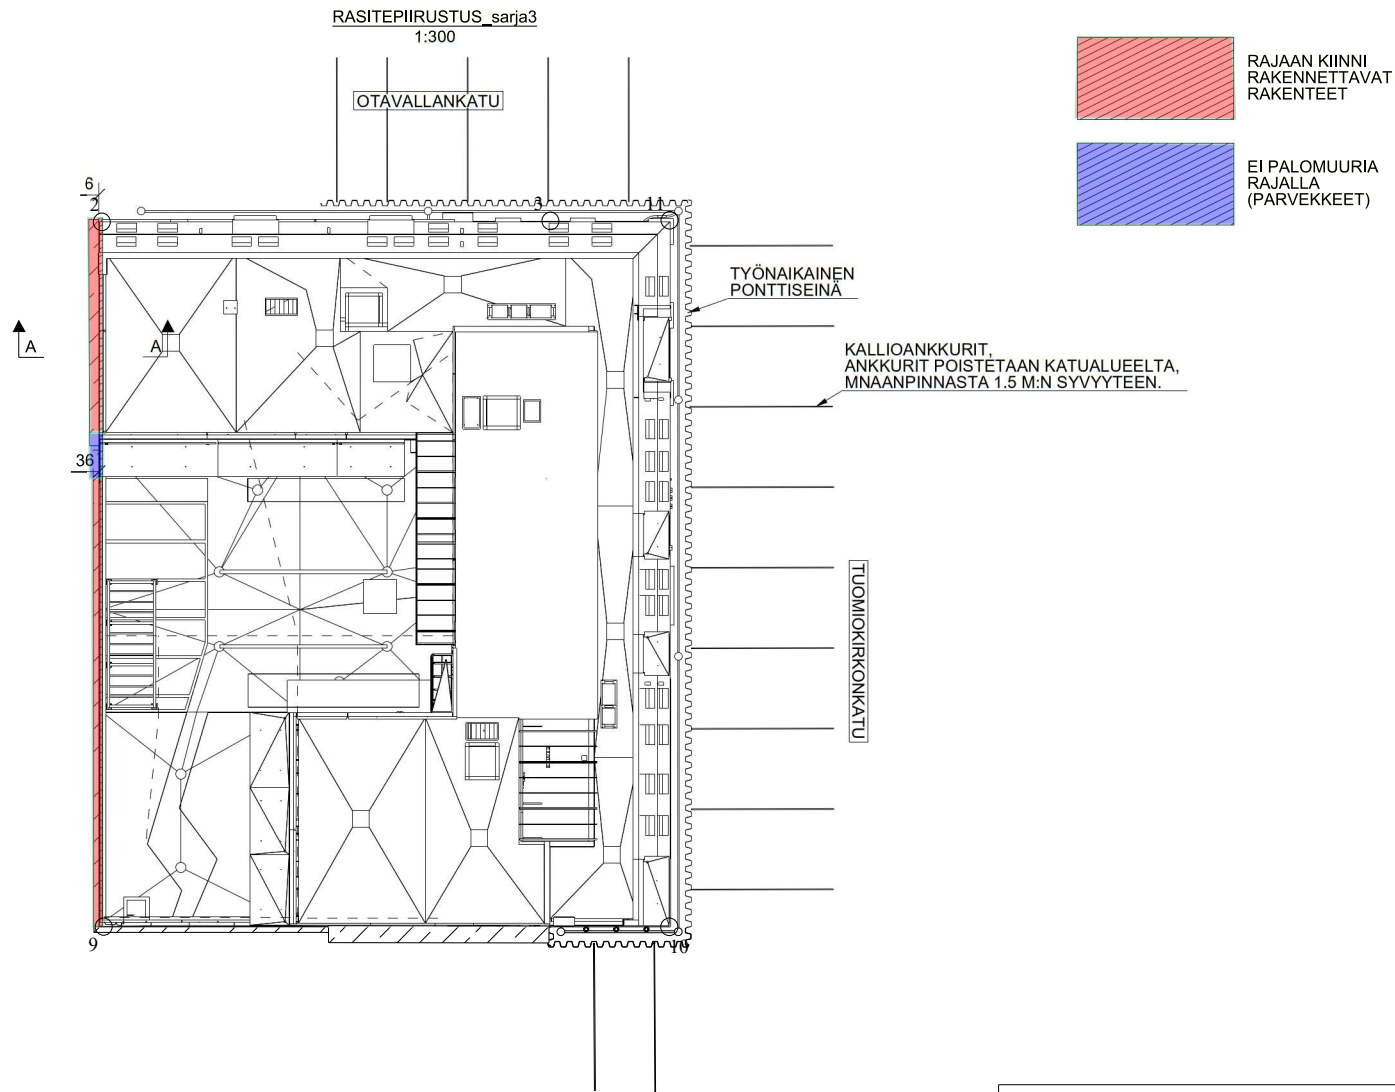 RASITEPIIRUSTUS_sarja3
1:300
OTAVALLANKATU
RAJAAN KIINNI
RAKENNETTAVAT
RAKENTEET
EI PALOMUURIA
RAJALLA
(PARVEKKEET)
6
2
3
11
TYÖNAIKAINEN
PONTTISEINÄ
A
A
KALLIOANKKURIT,
ANKKURIT POISTETAAN KATUALUEELTA,
MNAANPINNASTA 1.5 M:N SYVYYTEEN.
36
TUOMIOKIRKONKATU
9
10